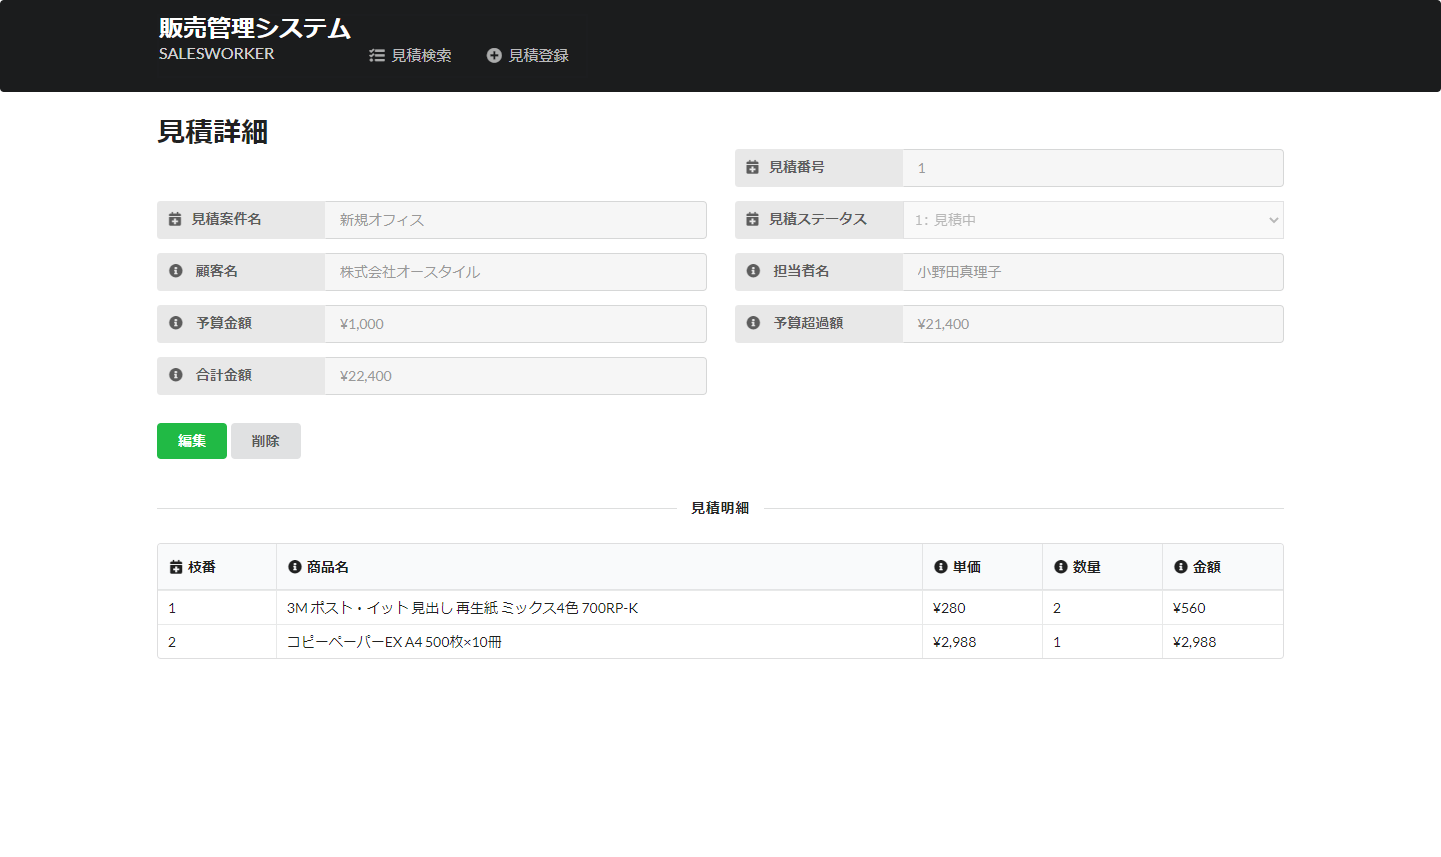 販売管理システム
SALESWORKER
見積検索
見積登録
見積詳細
見積番号 1
見積案件名 新規オフィス
見積ステータス 1: 見積中
顧客名 株式会社オースタイル
担当者名 小野田真理子
予算金額 ¥1,000
予算超過額 ¥21,400
合計金額 ¥22,400
編集 削除
見積明細
枝番 商品名 単価 数量 金額
1 3M ポスト・イット 見出し 再生紙 ミックス4色 700RP-K ¥280 2 ¥560
2 コピーペーパーEX A4 500枚×10冊 ¥2,988 1 ¥2,988